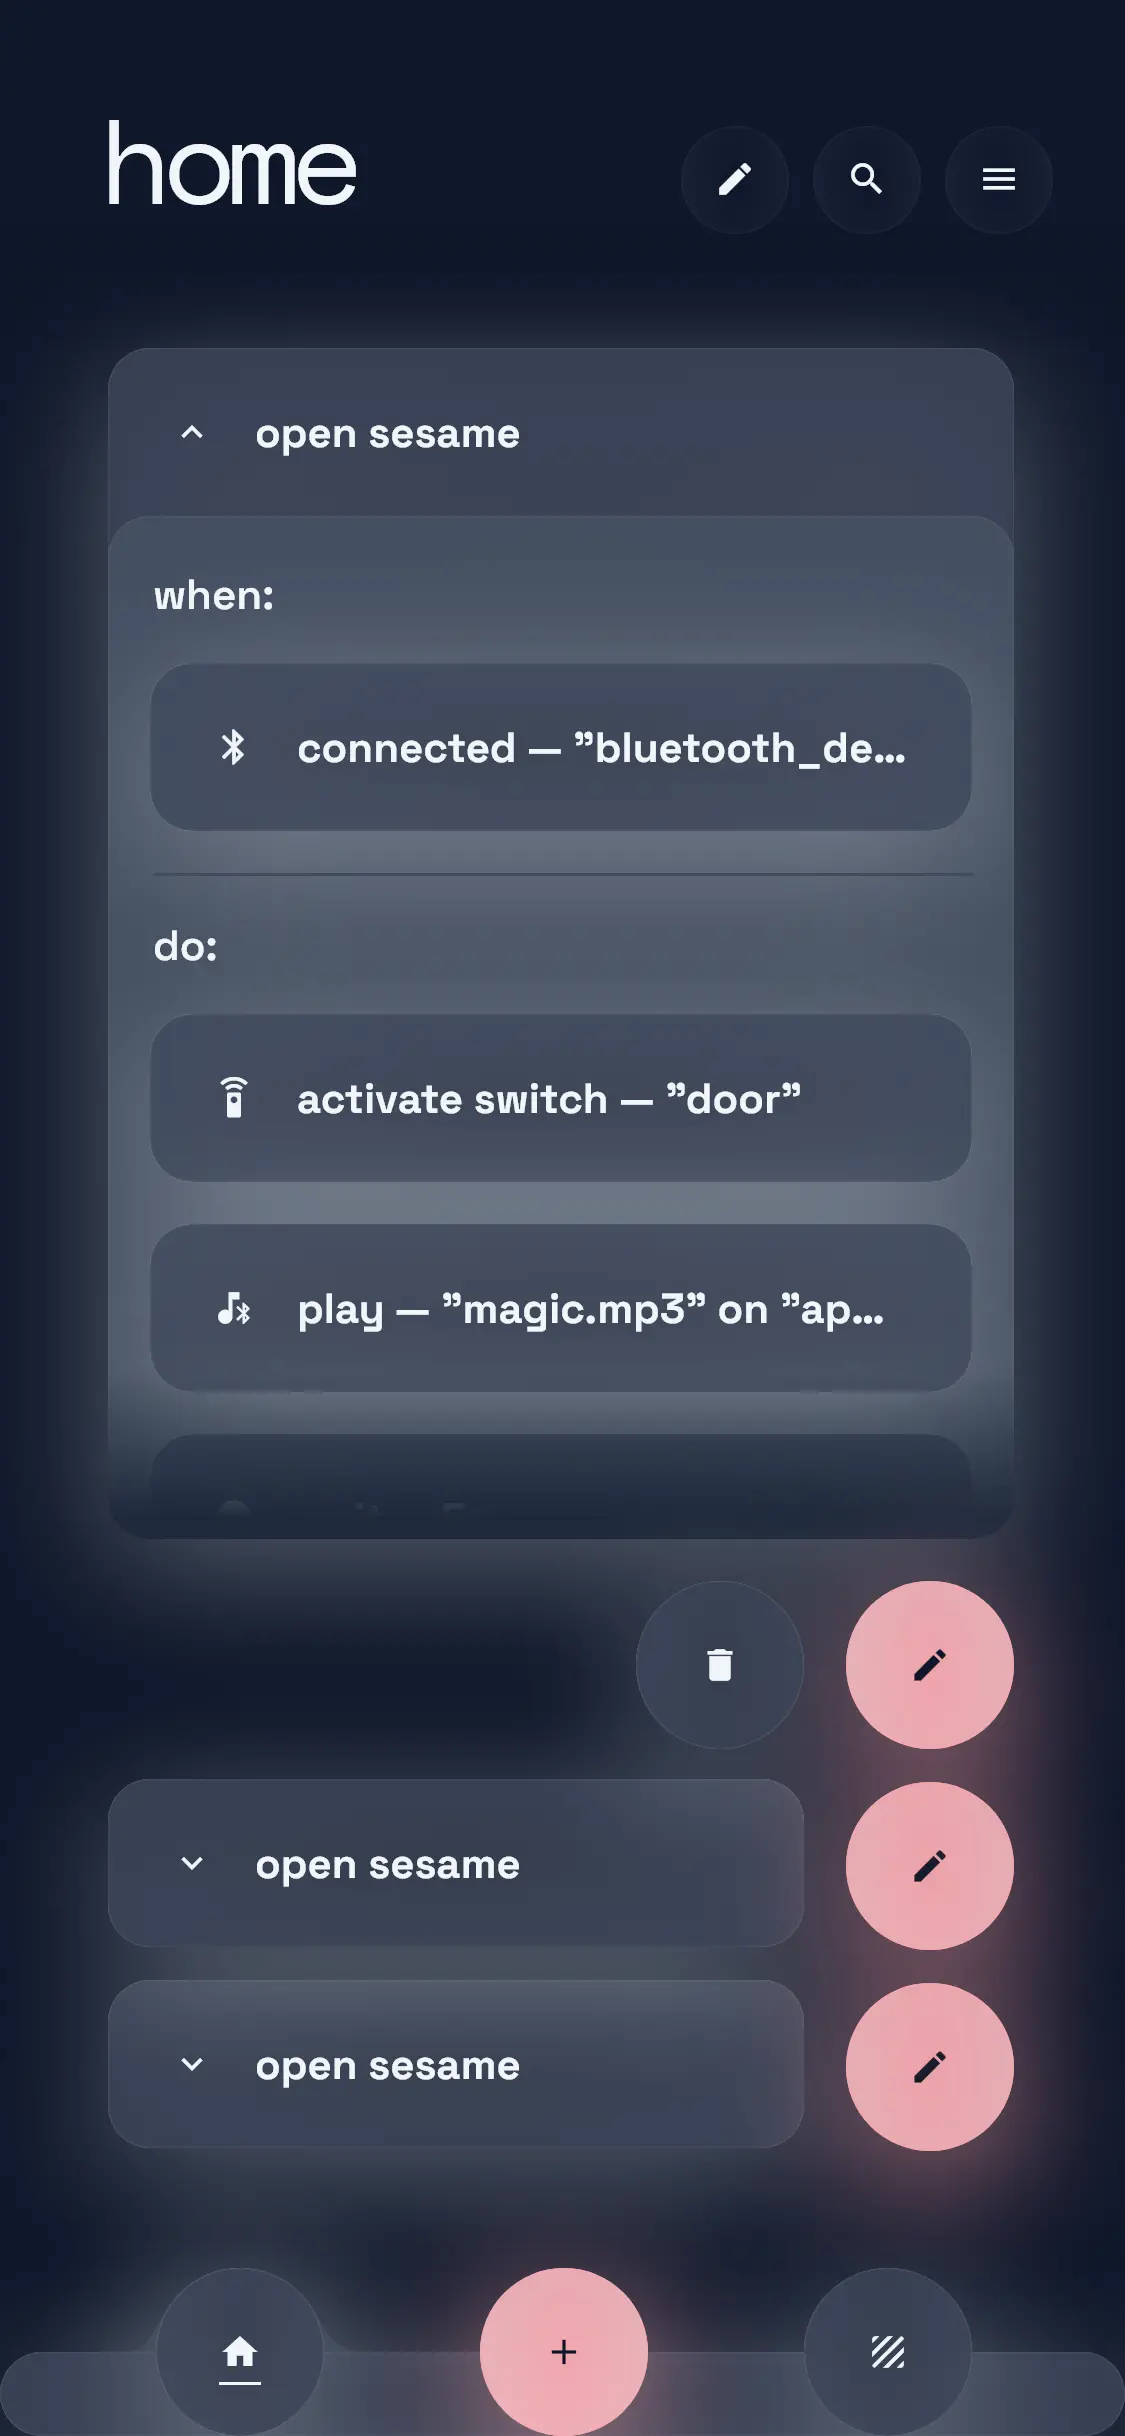 home
open sesame
when:
connected — ”bluetooth_de...
do:
activate switch — ”door”
play — ”magic.mp3” on ”ap...
open sesame
open sesame